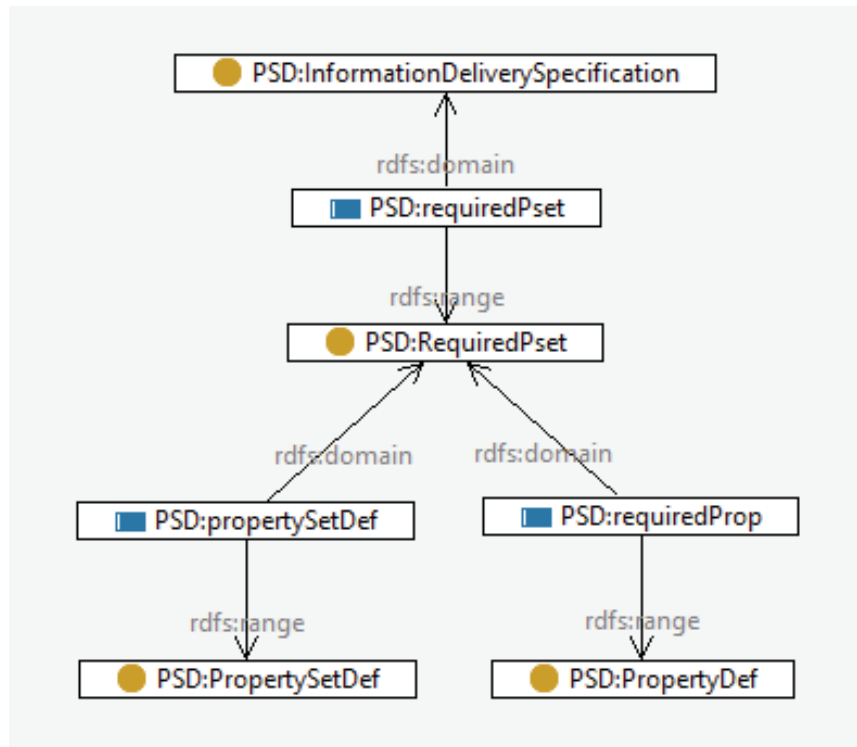 PSD:InformationDeliverySpecification
rdfs:domain
PSD:requiredPset
rdfs:range
PSD:RequiredPset
rdfs:domain
rdfs:domain
PSD:propertySetDef
PSD:requiredProp
rdfs:range
rdfs:range
PSD:PropertySetDef
PSD:PropertyDef